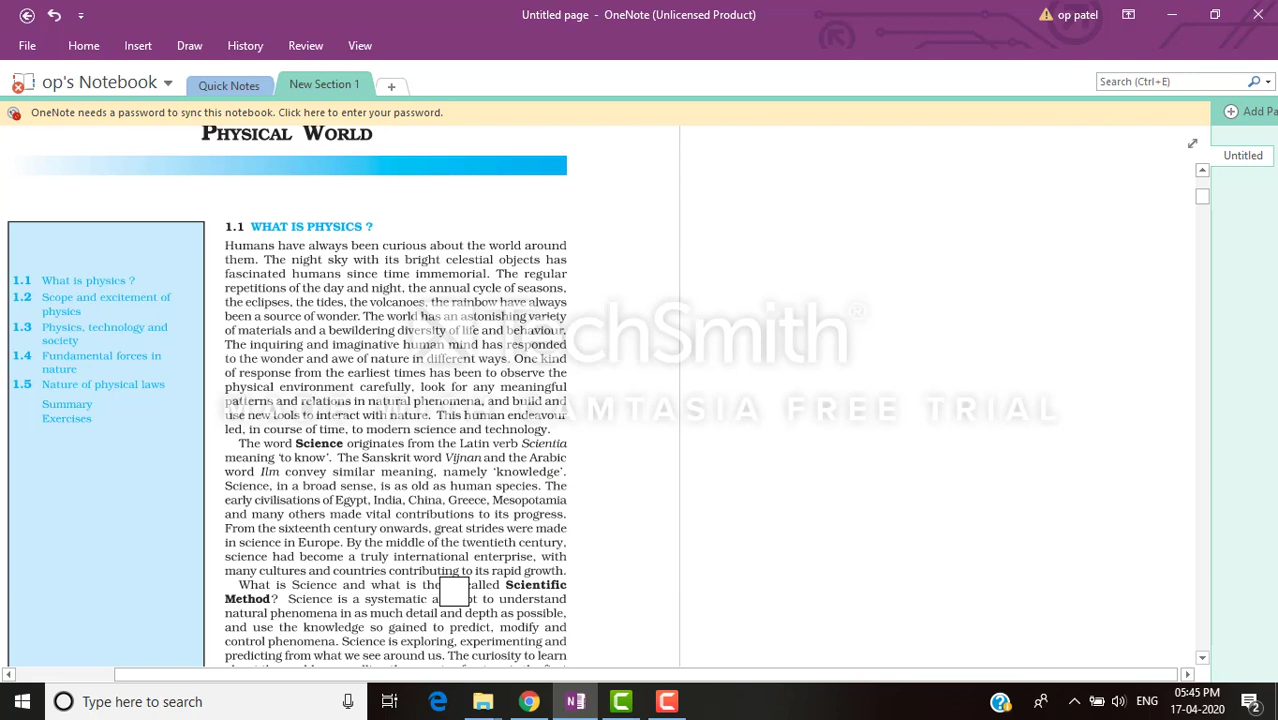 Untitled page - OneNote (Unlicensed Product)
op patel
File Home Insert Draw History Review View
op's Notebook
Quick Notes
New Section 1
Search (Ctrl+E)
OneNote needs a password to sync this notebook. Click here to enter your password.
Add Pa
Untitled
PHYSICAL WORLD
1.1 What is physics ?
1.2 Scope and excitement of
physics
1.3 Physics, technology and
society
1.4 Fundamental forces in
nature
1.5 Nature of physical laws
Summary
Exercises
1.1 WHAT IS PHYSICS ?
Humans have always been curious about the world around
them. The night sky with its bright celestial objects has
fascinated humans since time immemorial. The regular
repetitions of the day and night, the annual cycle of seasons,
the eclipses, the tides, the volcanoes, the rainbow have always
been a source of wonder. The world has an astonishing variety
of materials and a bewildering diversity of life and behaviour.
The inquiring and imaginative human mind has responded
to the wonder and awe of nature in different ways. One kind
of response from the earliest times has been to observe the
physical environment carefully, look for any meaningful
patterns and relations in natural phenomena, and build and
use new tools to interact with nature. This human endeavour
led, in course of time, to modern science and technology.
The word Science originates from the Latin verb Scientia
meaning 'to know'. The Sanskrit word Vijnan and the Arabic
word Ilm convey similar meaning, namely 'knowledge'.
Science, in a broad sense, is as old as human species. The
early civilisations of Egypt, India, China, Greece, Mesopotamia
and many others made vital contributions to its progress.
From the sixteenth century onwards, great strides were made
in science in Europe. By the middle of the twentieth century,
science had become a truly international enterprise, with
many cultures and countries contributing to its rapid growth.
What is Science and what is the called Scientific
Method? Science is a systematic a pt to understand
natural phenomena in as much detail and depth as possible,
and use the knowledge so gained to predict, modify and
control phenomena. Science is exploring, experimenting and
predicting from what we see around us. The curiosity to learn
TechSmith®
MADE WITH CAMTASIA FREE TRIAL
Type here to search
ENG
05:45 PM
17-04-2020
2